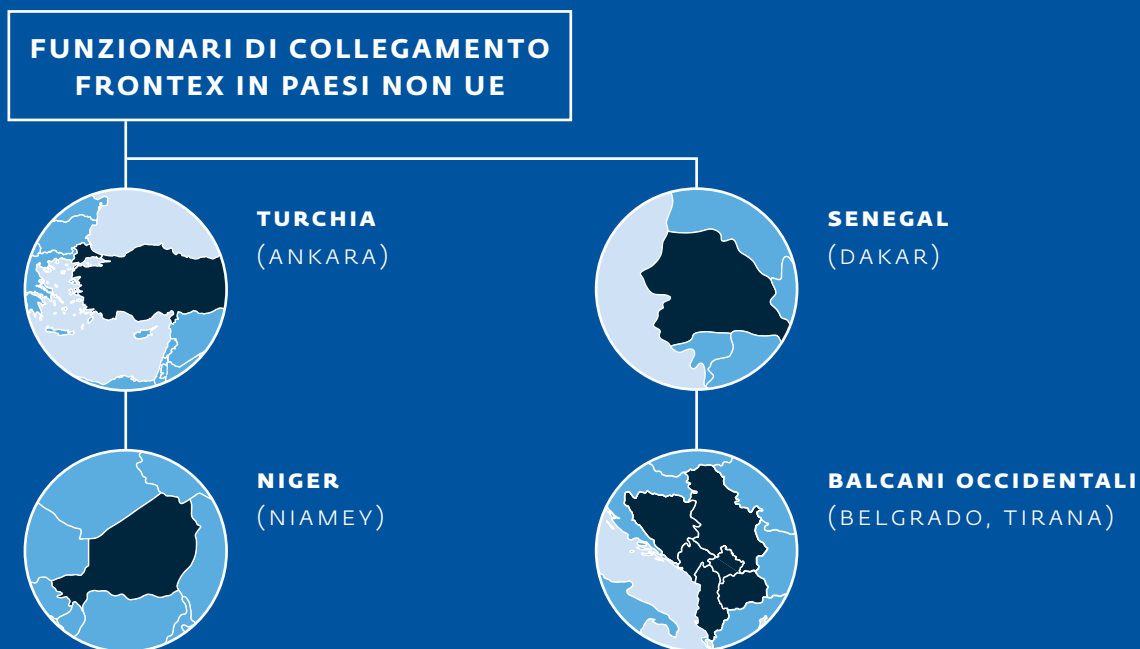 FUNZIONARI DI COLLEGAMENTO
FRONTEX IN PAESI NON UE
TURCHIA
(ANKARA)
SENEGAL
(DAKAR)
NIGER
(NIAMEY)
BALCANI OCCIDENTALI
(BELGRADO, TIRANA)